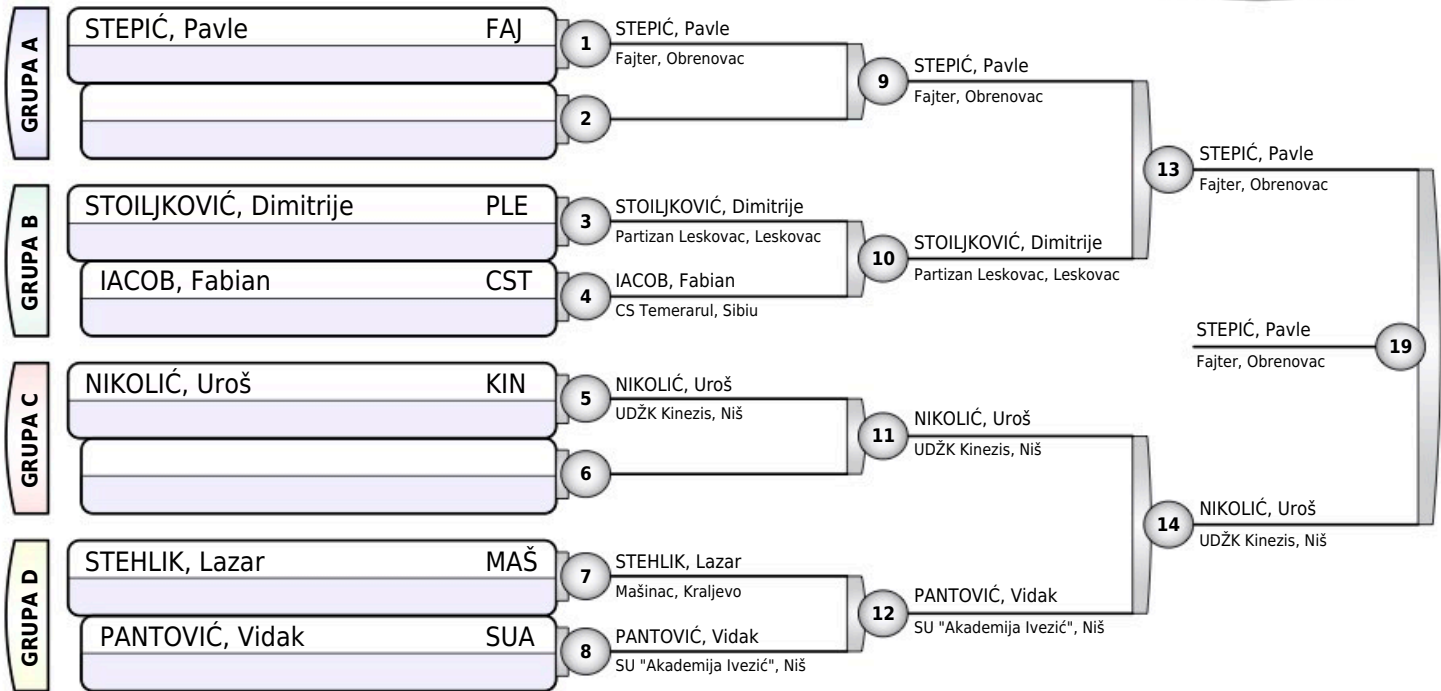 GRUPA A
STEPIĆ, Pavle FAJ
1
STEPIĆ, Pavle
Fajter, Obrenovac
2
9
STEPIĆ, Pavle
Fajter, Obrenovac
GRUPA B
STOILJKOVIĆ, Dimitrije PLE
3
STOILJKOVIĆ, Dimitrije
Partizan Leskovac, Leskovac
IACOB, Fabian CST
4
IACOB, Fabian
CS Temerarul, Sibiu
10
STOILJKOVIĆ, Dimitrije
Partizan Leskovac, Leskovac
13
STEPIĆ, Pavle
Fajter, Obrenovac
GRUPA C
NIKOLIĆ, Uroš KIN
5
NIKOLIĆ, Uroš
UDŽK Kinezis, Niš
6
11
NIKOLIĆ, Uroš
UDŽK Kinezis, Niš
GRUPA D
STEHLIK, Lazar MAŠ
7
STEHLIK, Lazar
Mašinac, Kraljevo
PANTOVIĆ, Vidak SUA
8
PANTOVIĆ, Vidak
SU "Akademija Ivezić", Niš
12
PANTOVIĆ, Vidak
SU "Akademija Ivezić", Niš
14
NIKOLIĆ, Uroš
UDŽK Kinezis, Niš
STEPIĆ, Pavle
Fajter, Obrenovac
19